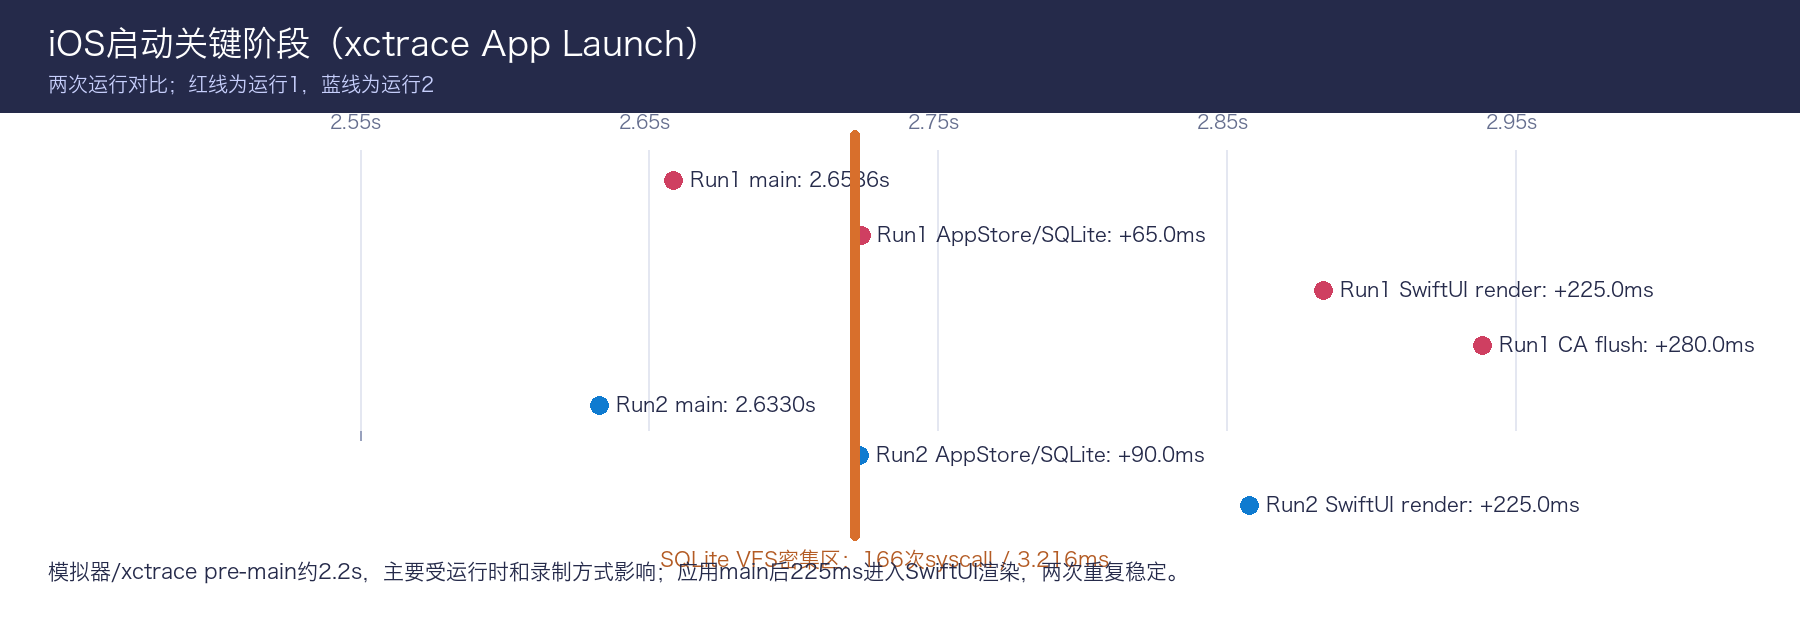 iOS启动关键阶段（xctrace App Launch）
两次运行对比；红线为运行1，蓝线为运行2
2.55s 2.65s 2.75s 2.85s 2.95s
Run1 main: 2.6586s
Run1 AppStore/SQLite: +65.0ms
Run1 SwiftUI render: +225.0ms
Run1 CA flush: +280.0ms
Run2 main: 2.6330s
Run2 AppStore/SQLite: +90.0ms
Run2 SwiftUI render: +225.0ms
SQLite VFS密集区：166次syscall / 3.216ms
模拟器/xctrace pre-main约2.2s，主要受运行时和录制方式影响；应用main后225ms进入SwiftUI渲染，两次重复稳定。